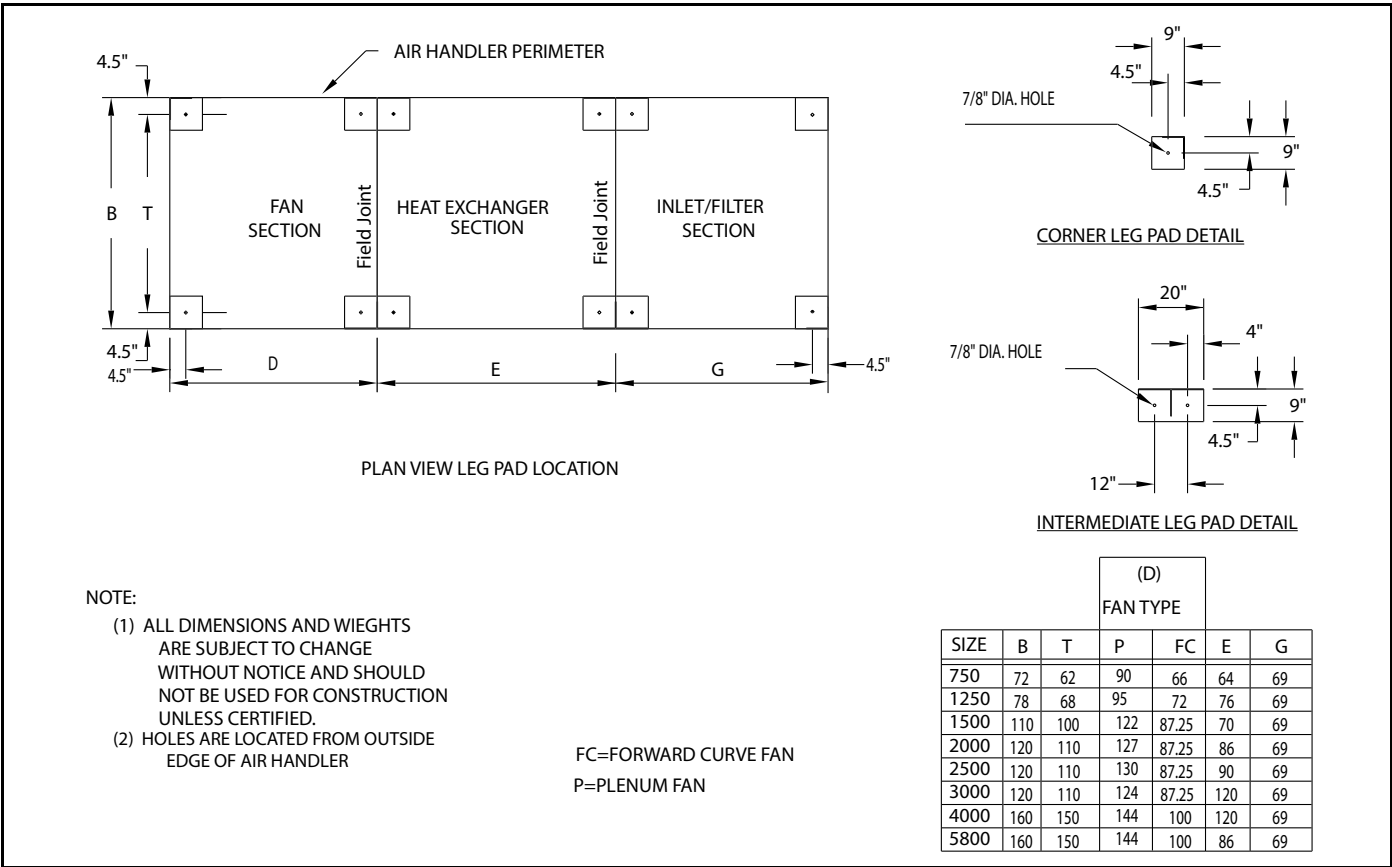 AIR HANDLER PERIMETER
4.5"
B
T
FAN
SECTION
Field Joint
HEAT EXCHANGER
SECTION
Field Joint
INLET/FILTER
SECTION
4.5"
4.5"
D
E
G
4.5"
PLAN VIEW LEG PAD LOCATION
9"
4.5"
7/8" DIA. HOLE
9"
4.5"
CORNER LEG PAD DETAIL
20"
4"
7/8" DIA. HOLE
9"
4.5"
12"
INTERMEDIATE LEG PAD DETAIL
NOTE:
(1) ALL DIMENSIONS AND WIEGHTS
ARE SUBJECT TO CHANGE
WITHOUT NOTICE AND SHOULD
NOT BE USED FOR CONSTRUCTION
UNLESS CERTIFIED.
(2) HOLES ARE LOCATED FROM OUTSIDE
EDGE OF AIR HANDLER
FC=FORWARD CURVE FAN
P=PLENUM FAN
(D)
FAN TYPE
SIZE B T P FC E G
750 72 62 90 66 64 69
1250 78 68 95 72 76 69
1500 110 100 122 87.25 70 69
2000 120 110 127 87.25 86 69
2500 120 110 130 87.25 90 69
3000 120 110 124 87.25 120 69
4000 160 150 144 100 120 69
5800 160 150 144 100 86 69